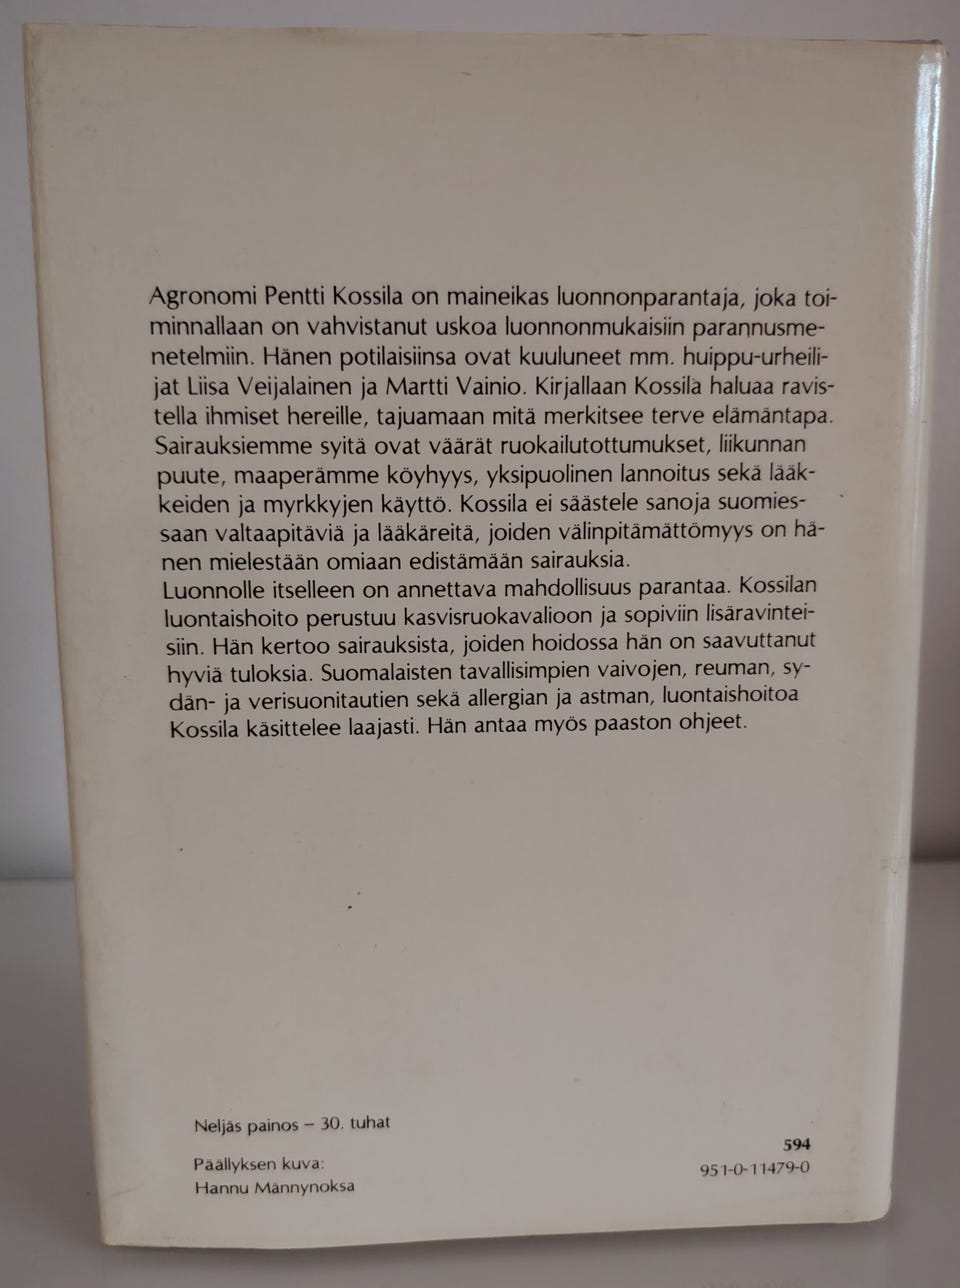 Agronomi Pentti Kossila on maineikas luonnonparantaja, joka toi-
minnallaan on vahvistanut uskoa luonnonmukaisiin parannusme-
netelmiin. Hänen potilaisiinsa ovat kuuluneet mm. huippu-urheili-
jat Liisa Veijalainen ja Martti Vainio. Kirjallaan Kossila haluaa ravis-
tella ihmiset hereille, tajuamaan mitä merkitsee terve elämäntapa.
Sairauksiemme syitä ovat väärät ruokailutottumukset, liikunnan
puute, maaperämme köyhyys, yksipuolinen lannoitus sekä lääk-
keiden ja myrkkyjen käyttö. Kossila ei säästele sanoja suomies-
saan valtaapitäviä ja lääkäreitä, joiden välinpitämättömyys on hä-
nen mielestään omiaan edistämään sairauksia.
Luonnolle itselleen on annettava mahdollisuus parantaa. Kossilan
luontaishoito perustuu kasvisruokavalioon ja sopiviin lisäravintei-
siin. Hän kertoo sairauksista, joiden hoidossa hän on saavuttanut
hyviä tuloksia. Suomalaisten tavallisimpien vaivojen, reuman, sy-
dän- ja verisuonitautien sekä allergian ja astman, luontaishoitoa
Kossila käsittelee laajasti. Hän antaa myös paaston ohjeet.
Neljäs painos – 30. tuhat
Päällyksen kuva:
Hannu Männynoksa
594
951-0-11479-0